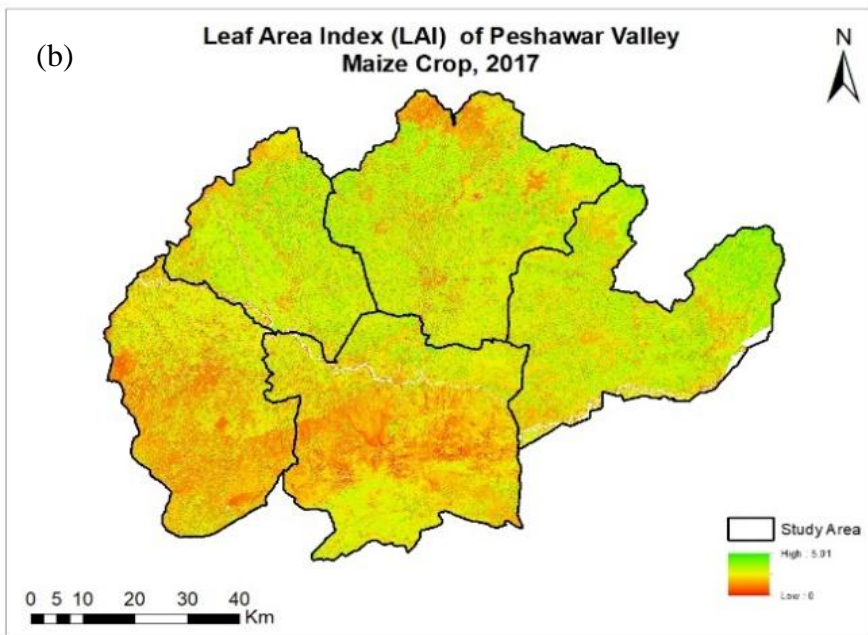 (b)
Leaf Area Index (LAI) of Peshawar Valley
Maize Crop, 2017
N
Study Area
High : 5.91
Low : 0
0 5 10 20 30 40
Km